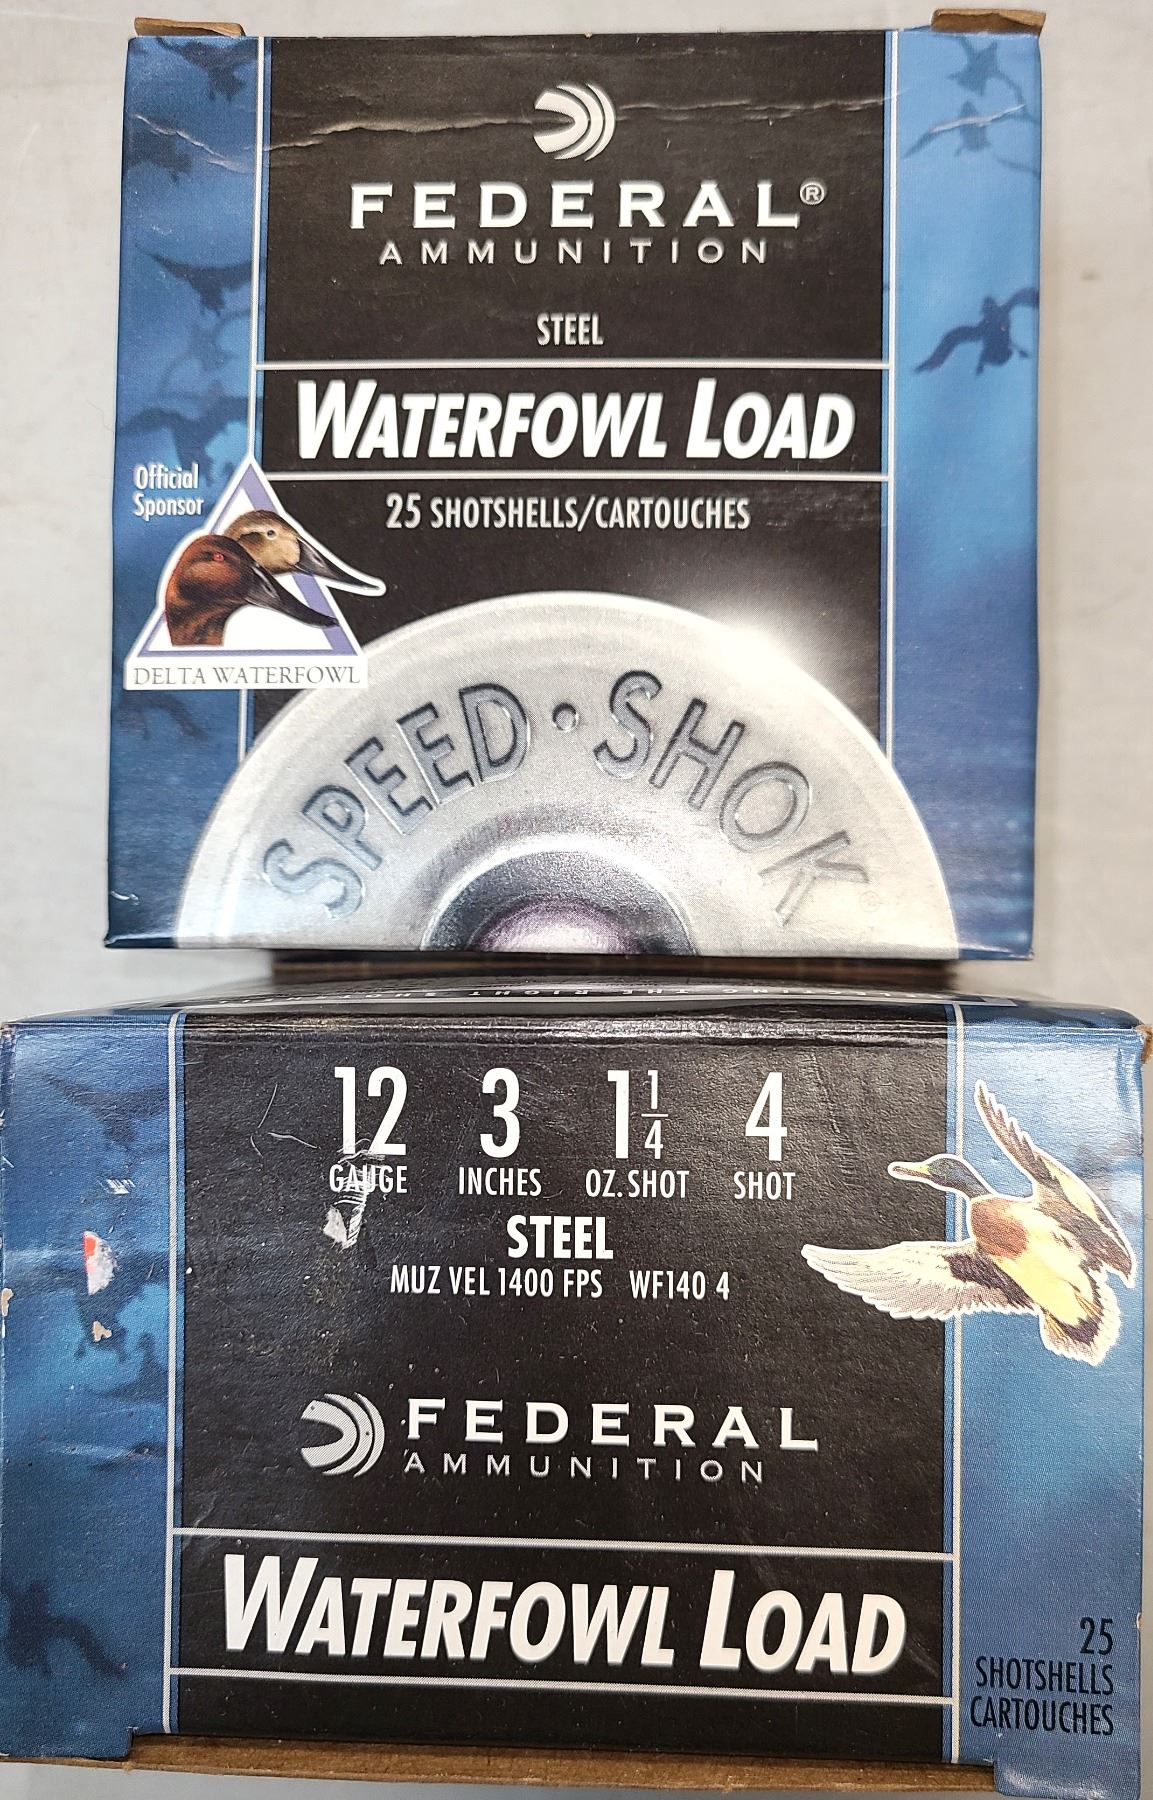 FEDERAL®
AMMUNITION
STEEL
WATERFOWL LOAD
25 SHOTSHELLS/CARTOUCHES
Official
Sponsor
DELTA WATERFOWL
SPEED·SHOK
THE RIGHT
12 3 1 1/4 4
GAUGE INCHES OZ. SHOT SHOT
STEEL
MUZ VEL 1400 FPS WF140 4
FEDERAL
AMMUNITION
WATERFOWL LOAD
25
SHOTSHELLS
CARTOUCHES